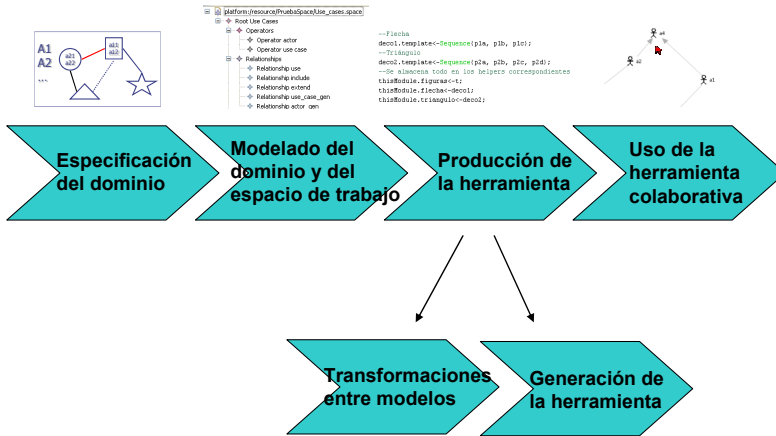 A1
A2
...
a21
a22
a11
a12
platform:/resource/PruebaSpace/Use_cases.space
Root Use Cases
Operators
Operator actor
Operator use case
Relationships
Relationship use
Relationship include
Relationship extend
Relationship use_case_gen
Relationship actor_gen
--Flecha
deco1.template<-Sequence(p1a, p1b, p1c);
--Triángulo
deco2.template<-Sequence(p2a, p2b, p2c, p2d);
--Se almacena todo en los helpers correspondientes
thisModule.figuras<-t;
thisModule.flecha<-deco1;
thisModule.triangulo<-deco2;
a4
a2
a1
Especificación
del dominio
Modelado del
dominio y del
espacio de trabajo
Producción de
la herramienta
Uso de la
herramienta
colaborativa
Transformaciones
entre modelos
Generación de
la herramienta